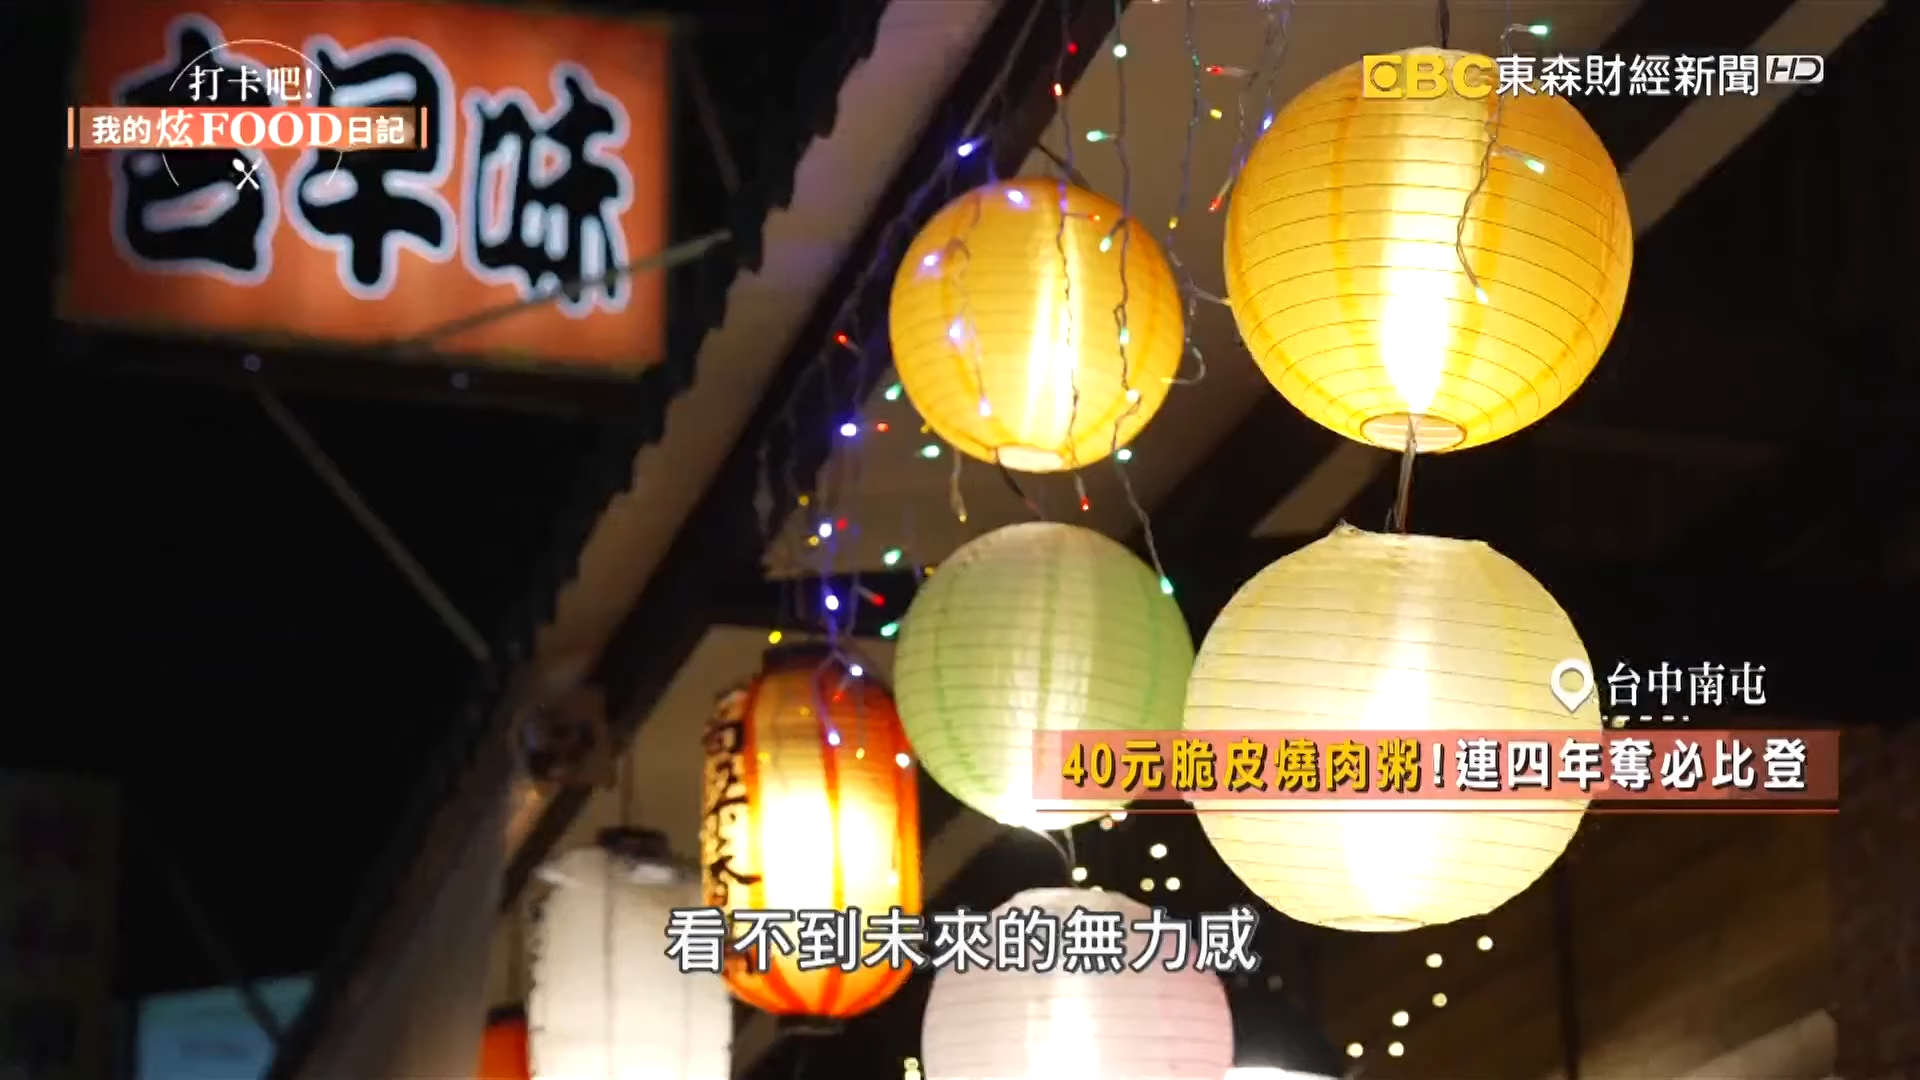 古早味
打卡吧!
我的炫FOOD日記
EBC東森財經新聞HD
台中南屯
40元脆皮燒肉粥!連四年奪必比登
看不到未來的無力感